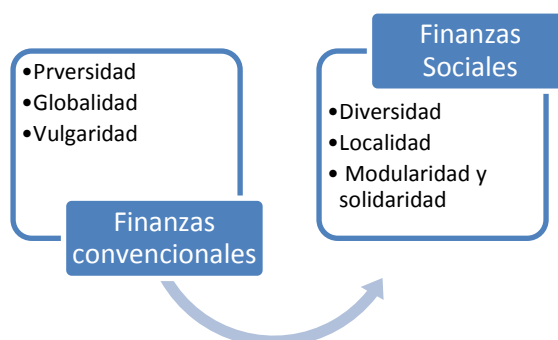 •Prversidad
•Globalidad
•Vulgaridad
Finanzas
convencionales
Finanzas
Sociales
•Diversidad
•Localidad
• Modularidad y
solidaridad